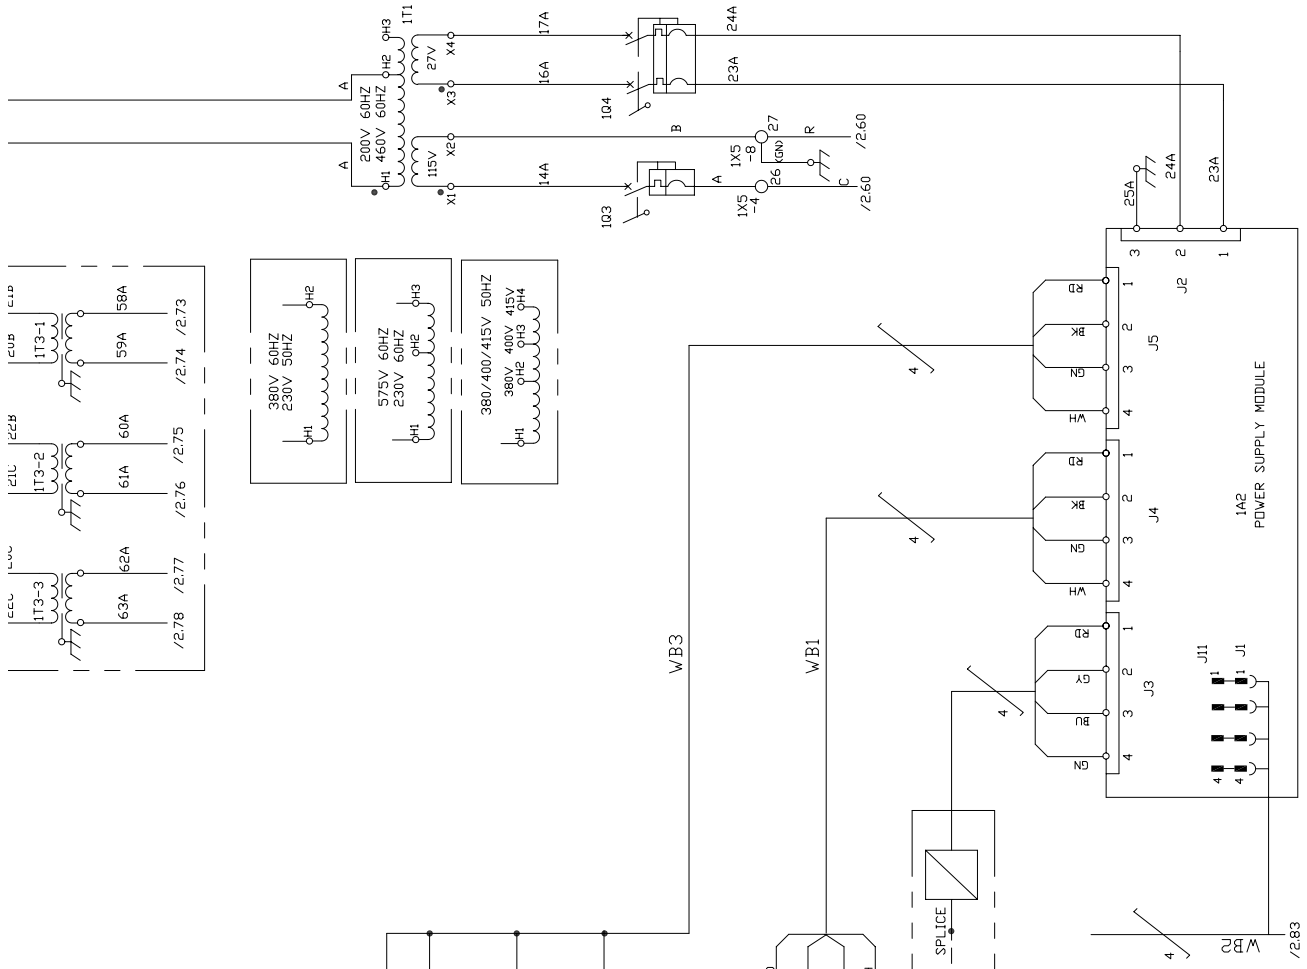 H3
1T1
H2
27V
X4
17A
24A
A
200V 60HZ
460V 60HZ
X3
16A
23A
1Q4
115V
X2
B
27
R
/2.60
1X5
-8
(GN)
A
H1
X1
14A
1Q3
A
1X5
-4
26
C
/2.60
25A
24A
23A
3
2
1
J2
21B
20B
1T3-1
58A
59A
/2.73
/2.74
22B
21C
1T3-2
60A
61A
/2.75
/2.76
22C
1T3-3
62A
63A
/2.77
/2.78
380V 60HZ
230V 50HZ
H2
H1
575V 60HZ
230V 60HZ
H3
H2
H1
380/400/415V 50HZ
380V
400V
415V
H4
H3
H2
H1
4
RD
BK
GN
WH
1
2
3
4
J5
4
RD
BK
GN
WH
1
2
3
4
J4
4
RD
GY
BU
GN
1
2
3
4
J3
1A2
POWER SUPPLY MODULE
J11
J1
1
1
4
4
WB3
WB1
SPLICE
4
WB2
/2.83